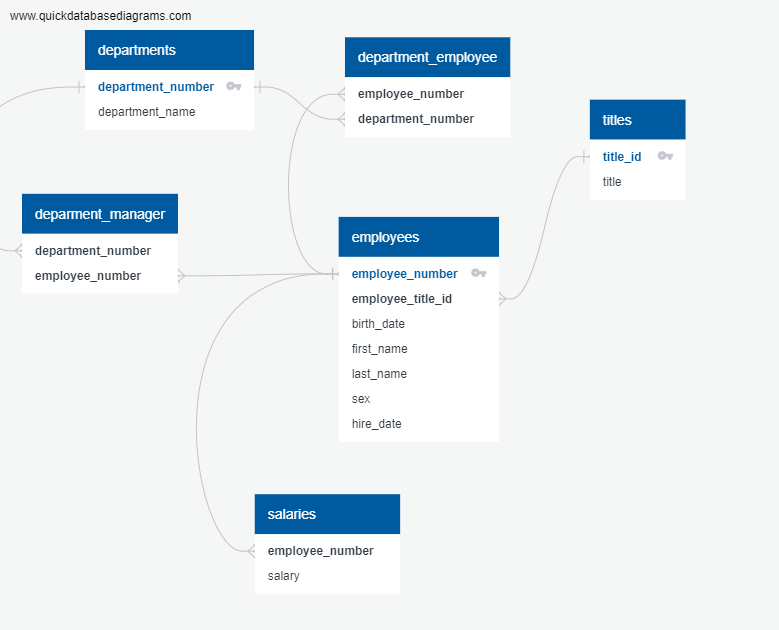 www.quickdatabasediagrams.com
departments
department_number
department_name
department_employee
employee_number
department_number
titles
title_id
title
deparment_manager
department_number
employee_number
employees
employee_number
employee_title_id
birth_date
first_name
last_name
sex
hire_date
salaries
employee_number
salary